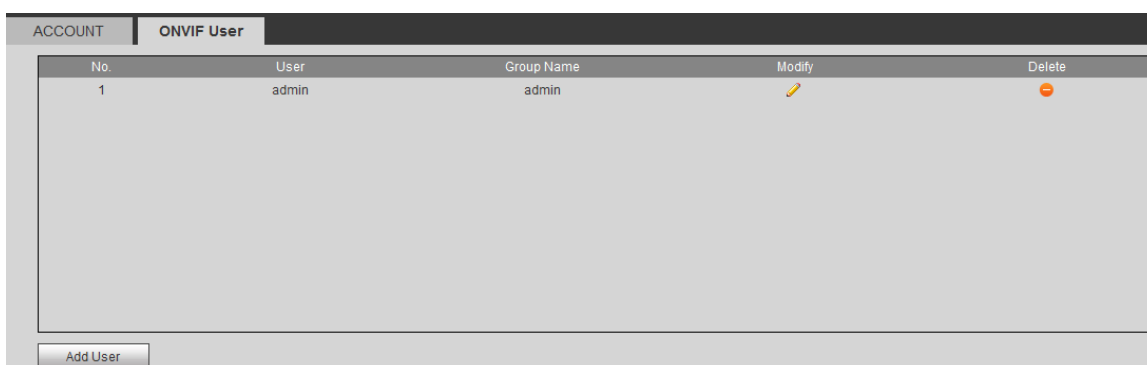 ACCOUNT ONVIF User
No. User Group Name Modify Delete
1 admin admin
Add User